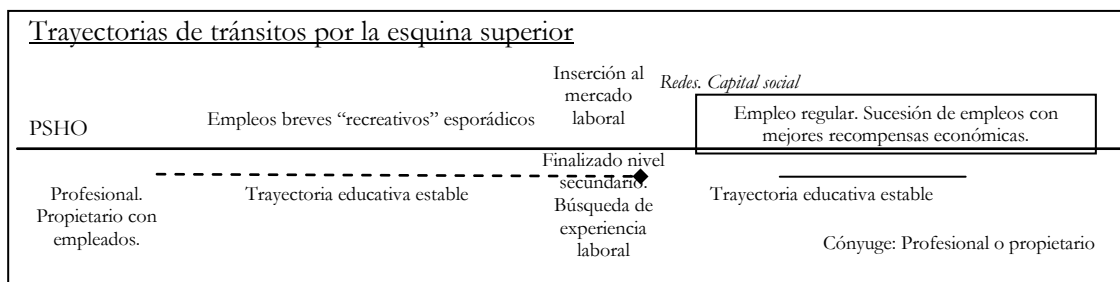 Trayectorias de tránsitos por la esquina superior
Inserción al
mercado
laboral
Redes. Capital social
PSHO
Empleos breves “recreativos” esporádicos
Empleo regular. Sucesión de empleos con
mejores recompensas económicas.
Profesional.
Propietario con
empleados.
Trayectoria educativa estable
Finalizado nivel
secundario.
Búsqueda de
experiencia
laboral
Trayectoria educativa estable
Cónyuge: Profesional o propietario